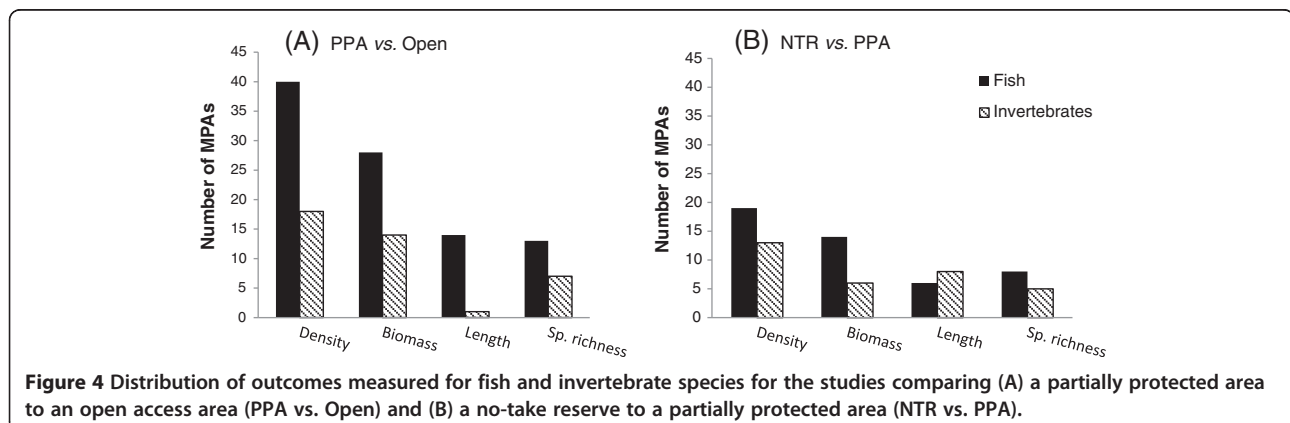 (A) PPA vs. Open
45
40
35
30
25
20
15
10
5
0
Number of MPAs
Density
Biomass
Length
Sp. richness
(B) NTR vs. PPA
45
40
35
30
25
20
15
10
5
0
Number of MPAs
Density
Biomass
Length
Sp. richness
Fish
Invertebrates
Figure 4 Distribution of outcomes measured for fish and invertebrate species for the studies comparing (A) a partially protected area
to an open access area (PPA vs. Open) and (B) a no-take reserve to a partially protected area (NTR vs. PPA).